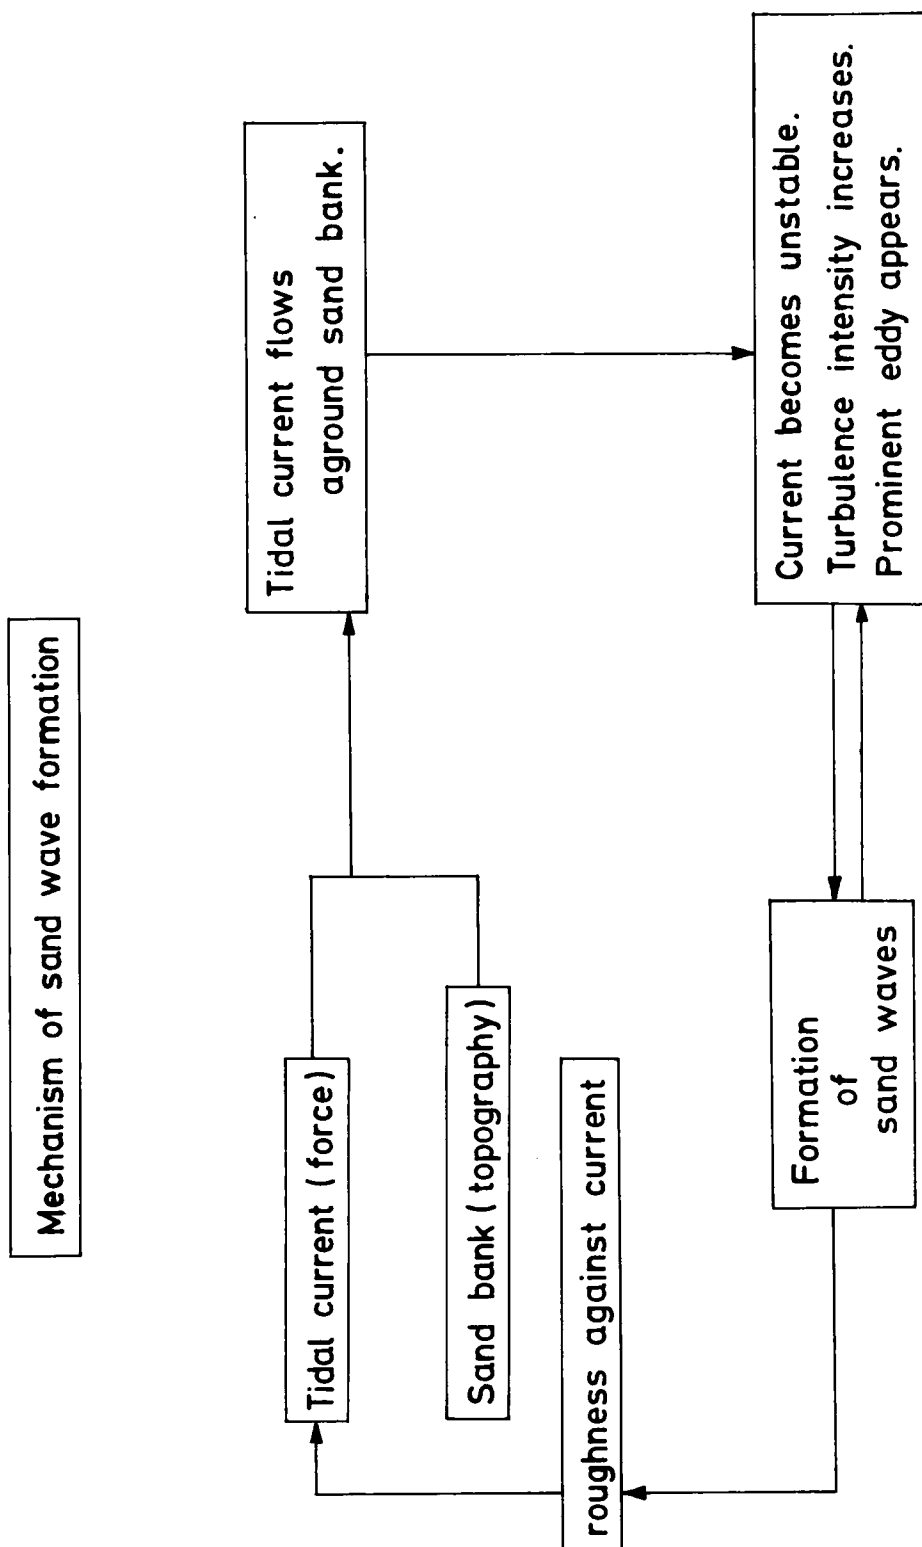 Mechanism of sand wave formation
Tidal current (force)
Sand bank (topography)
roughness against current
Tidal current flows
aground sand bank.
Current becomes unstable.
Turbulence intensity increases.
Prominent eddy appears.
Formation
of
sand waves